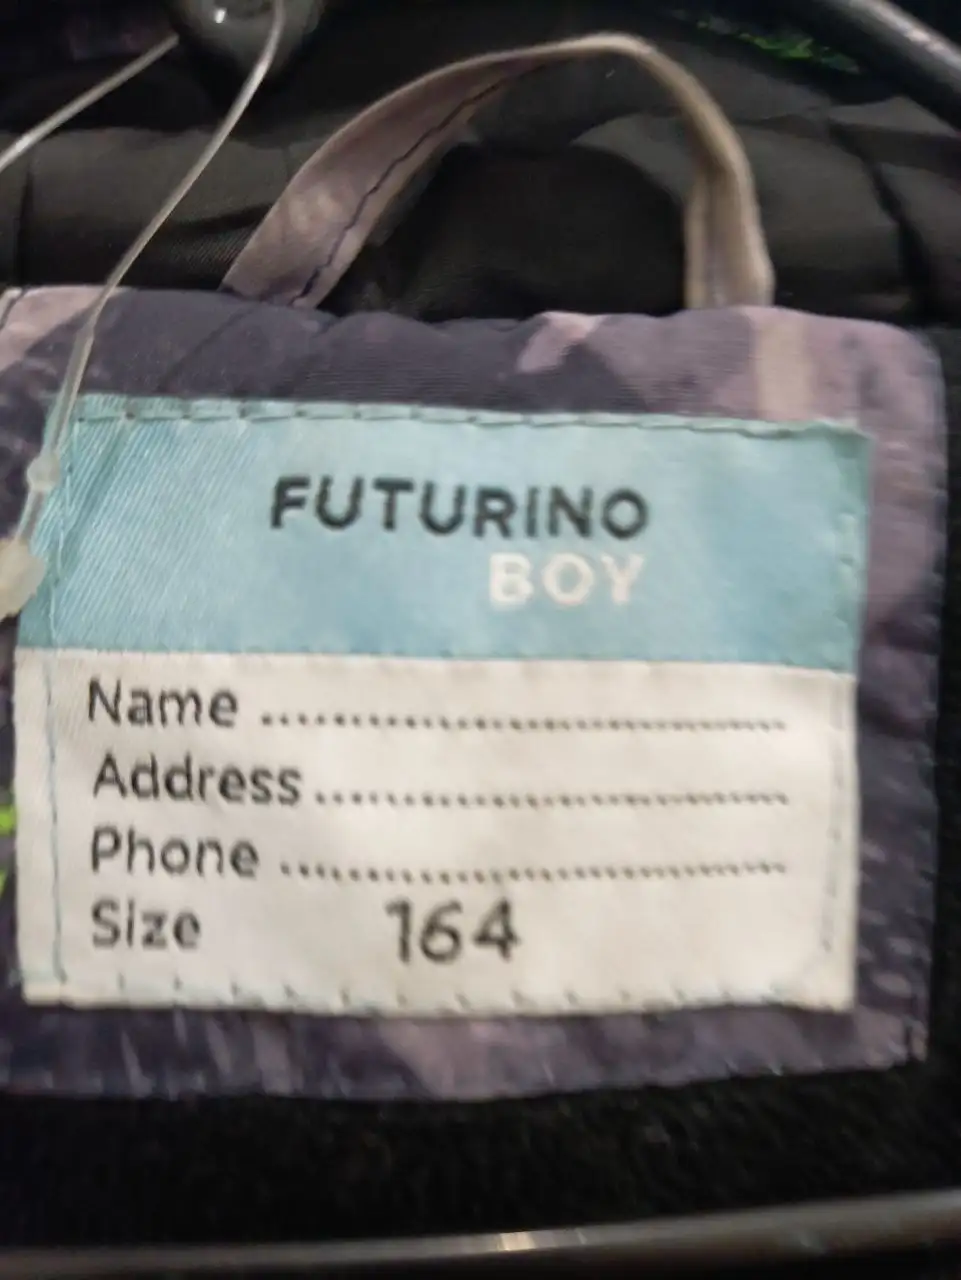 FUTURINO
BOY
Name ........................................
Address ....................................
Phone .......................................
Size 164